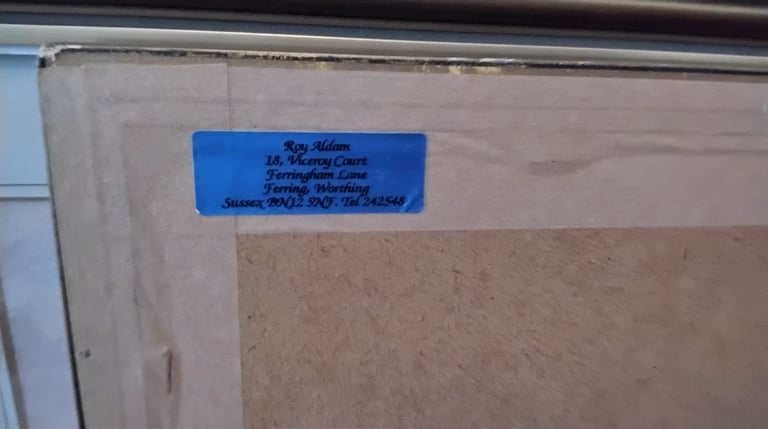 Roy Aldam
18, Viceroy Court
Ferringham Lane
Ferring, Worthing
Sussex BN12 5NF. Tel 242548